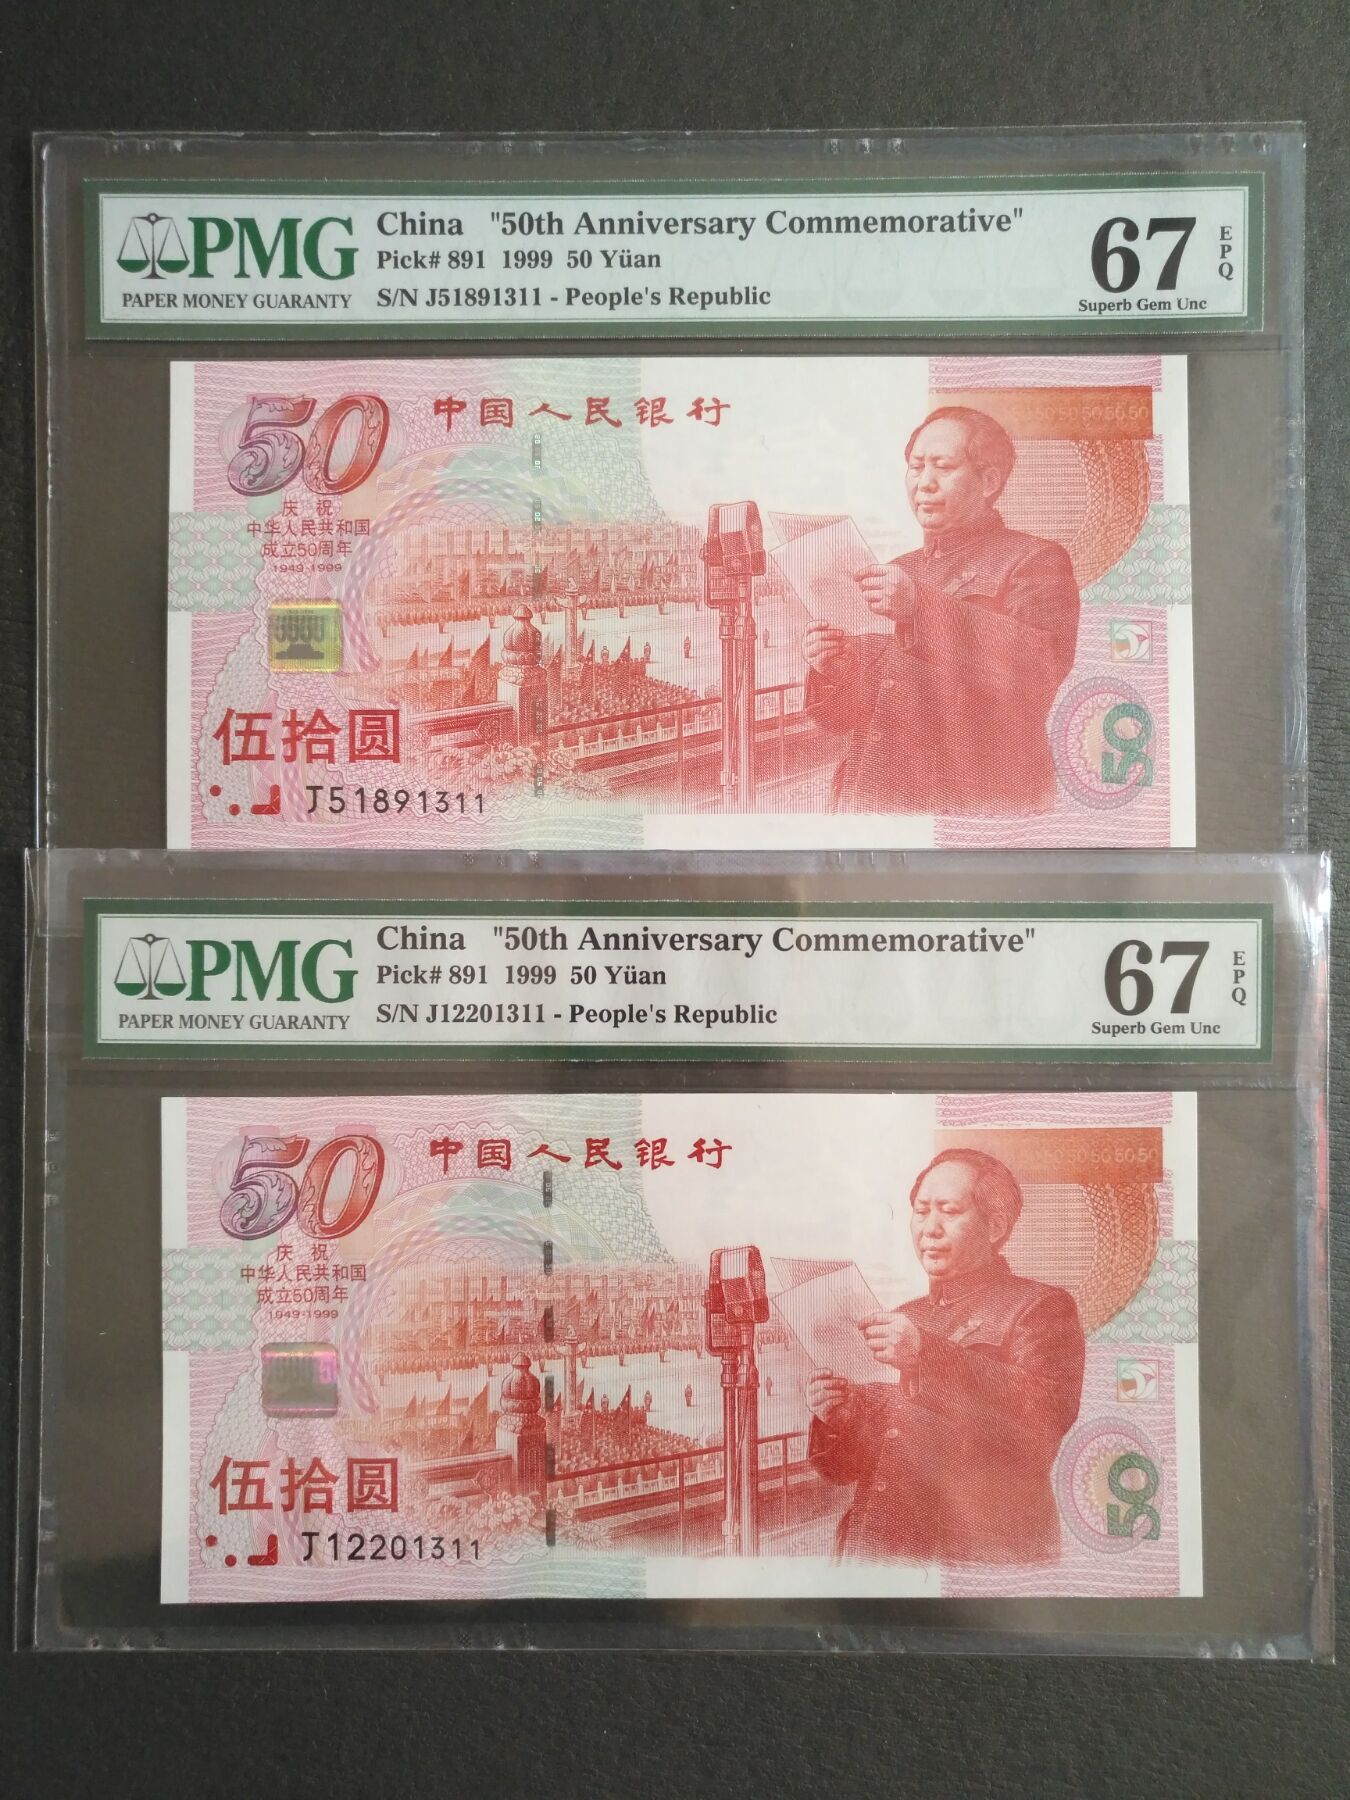 PMG
PAPER MONEY GUARANTY
China "50th Anniversary Commemorative"
Pick# 891 1999 50 Yüan
S/N J51891311 - People's Republic
67
EPQ
Superb Gem Unc
50
中国人民银行
庆祝
中华人民共和国
成立50周年
1949-1999
伍拾圆
J51891311
50
PMG
PAPER MONEY GUARANTY
China "50th Anniversary Commemorative"
Pick# 891 1999 50 Yüan
S/N J12201311 - People's Republic
67
EPQ
Superb Gem Unc
50
中国人民银行
庆祝
中华人民共和国
成立50周年
1949-1999
伍拾圆
J12201311
50